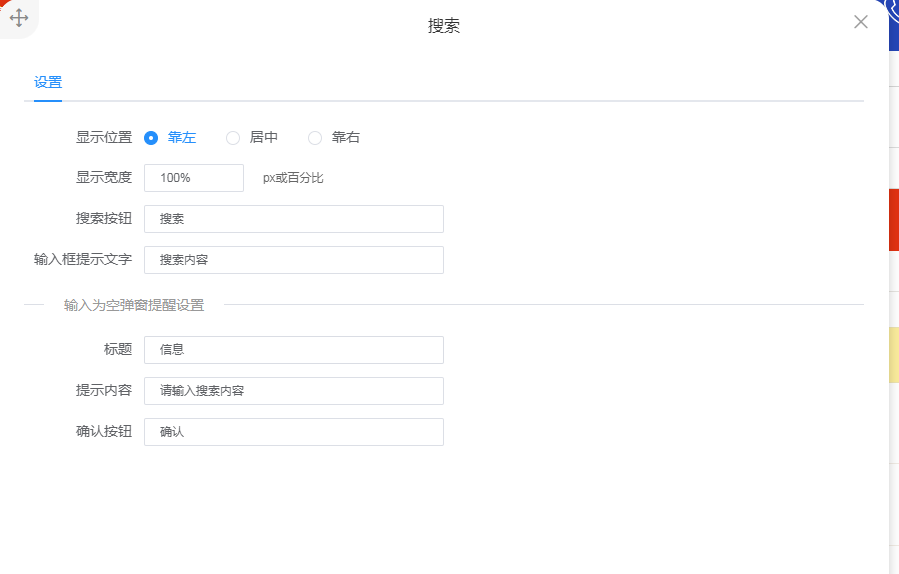 搜索
设置
显示位置 靠左 居中 靠右
显示宽度 100% px或百分比
搜索按钮 搜索
输入框提示文字 搜索内容
输入为空弹窗提醒设置
标题 信息
提示内容 请输入搜索内容
确认按钮 确认